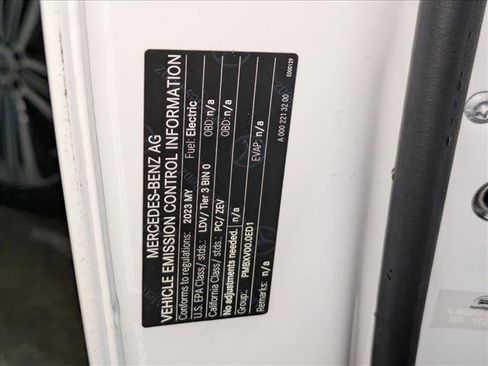 MERCEDES-BENZ AG
VEHICLE EMISSION CONTROL INFORMATION
Conforms to regulations: 2023 MY Fuel: Electric
U.S. EPA Class/ stds.: LDV/ Tier 3 BIN 0 OBD: n/a
California Class/ stds.: PC/ ZEV OBD: n/a
No adjustments needed. n/a
Group: PMBXV00.0ED1 EVAP: n/a
Remarks: n/a
A 000 221 32 00
E000129